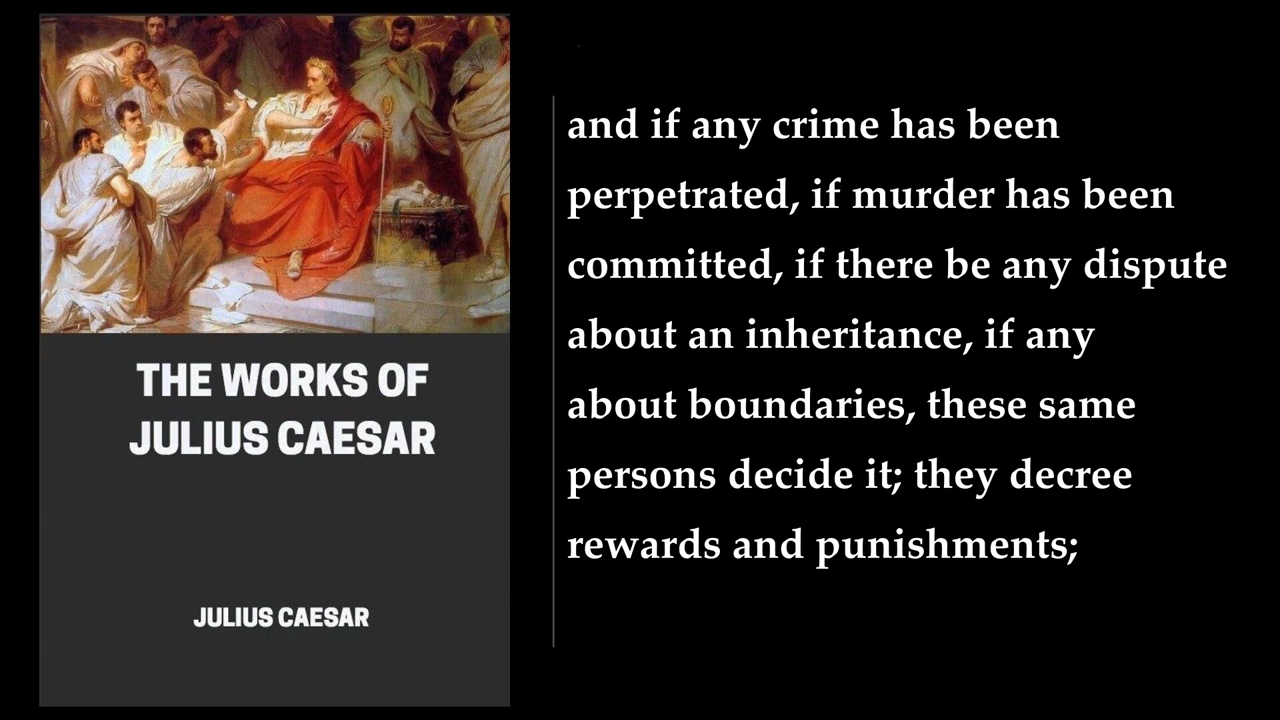 THE WORKS OF
JULIUS CAESAR
JULIUS CAESAR
and if any crime has been
perpetrated, if murder has been
committed, if there be any dispute
about an inheritance, if any
about boundaries, these same
persons decide it; they decree
rewards and punishments;